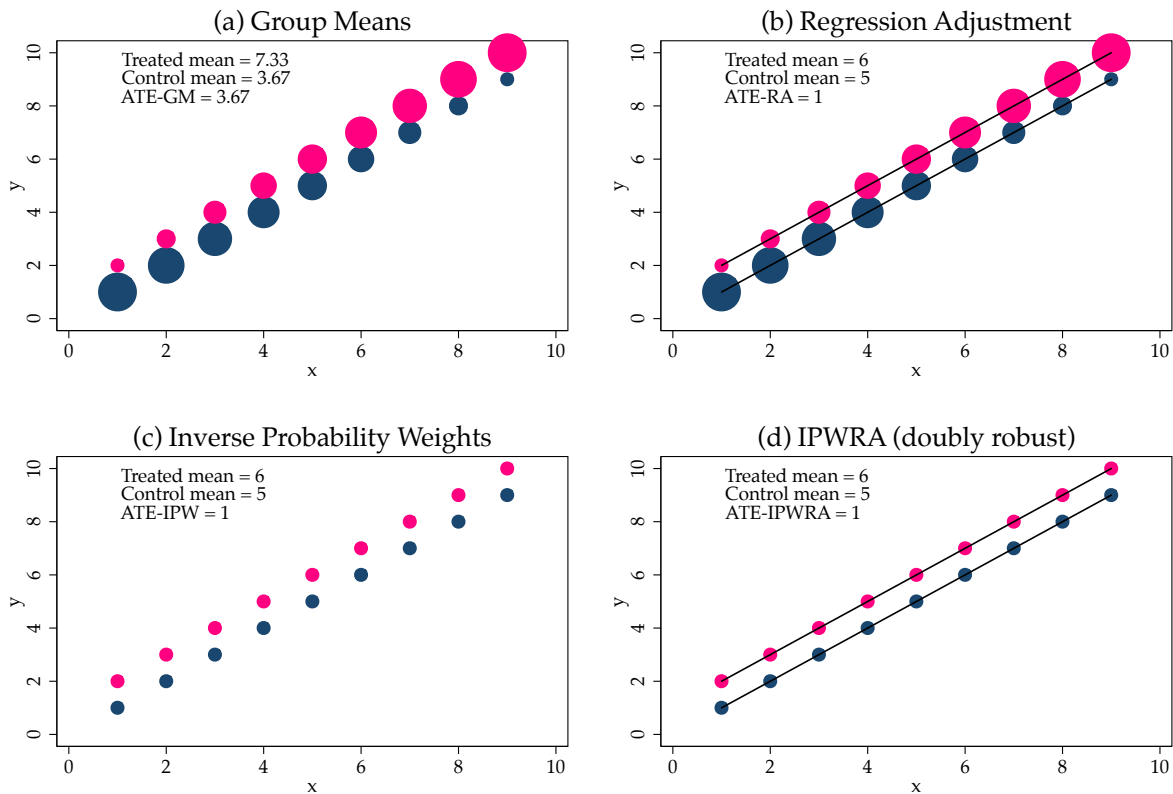 (a) Group Means
Treated mean = 7.33
Control mean = 3.67
ATE-GM = 3.67
y
10
8
6
4
2
0
0 2 4 6 8 10
x
(b) Regression Adjustment
Treated mean = 6
Control mean = 5
ATE-RA = 1
y
10
8
6
4
2
0
0 2 4 6 8 10
x
(c) Inverse Probability Weights
Treated mean = 6
Control mean = 5
ATE-IPW = 1
y
10
8
6
4
2
0
0 2 4 6 8 10
x
(d) IPWRA (doubly robust)
Treated mean = 6
Control mean = 5
ATE-IPWRA = 1
y
10
8
6
4
2
0
0 2 4 6 8 10
x